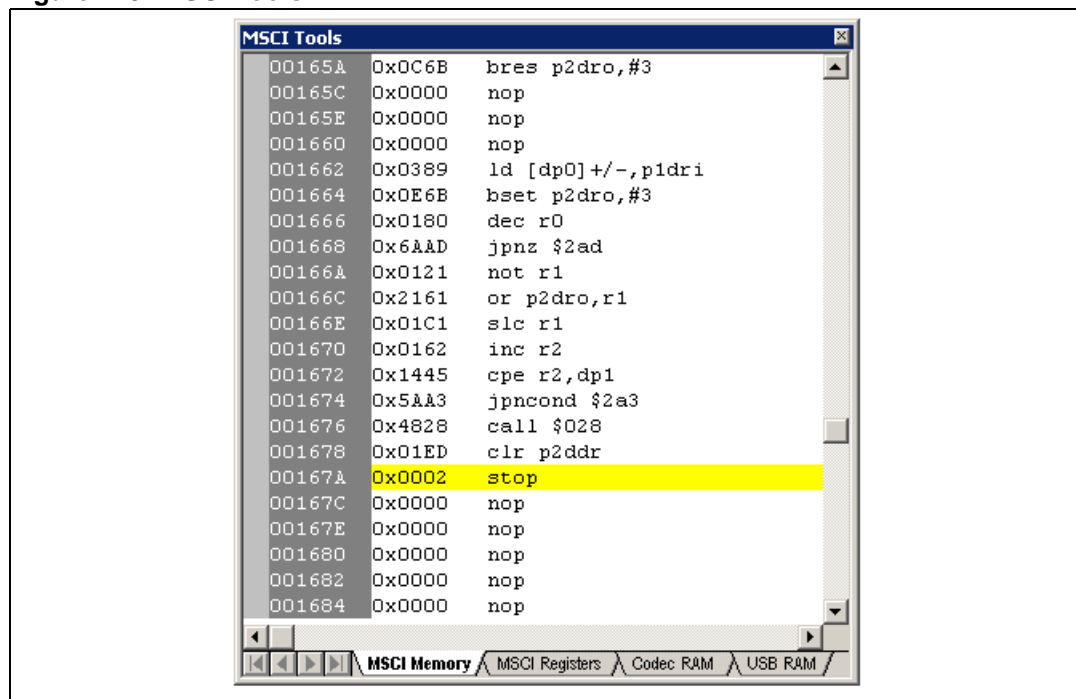 MSCI Tools
00165A 0x0C6B bres p2dro,#3
00165C 0x0000 nop
00165E 0x0000 nop
001660 0x0000 nop
001662 0x0389 ld [dp0]+/-,p1dri
001664 0x0E6B bset p2dro,#3
001666 0x0180 dec r0
001668 0x6AAD jpnz $2ad
00166A 0x0121 not r1
00166C 0x2161 or p2dro,r1
00166E 0x01C1 slc r1
001670 0x0162 inc r2
001672 0x1445 cpe r2,dp1
001674 0x5AA3 jpncond $2a3
001676 0x4828 call $028
001678 0x01ED clr p2ddr
00167A 0x0002 stop
00167C 0x0000 nop
00167E 0x0000 nop
001680 0x0000 nop
001682 0x0000 nop
001684 0x0000 nop
MSCI Memory MSCI Registers Codec RAM USB RAM